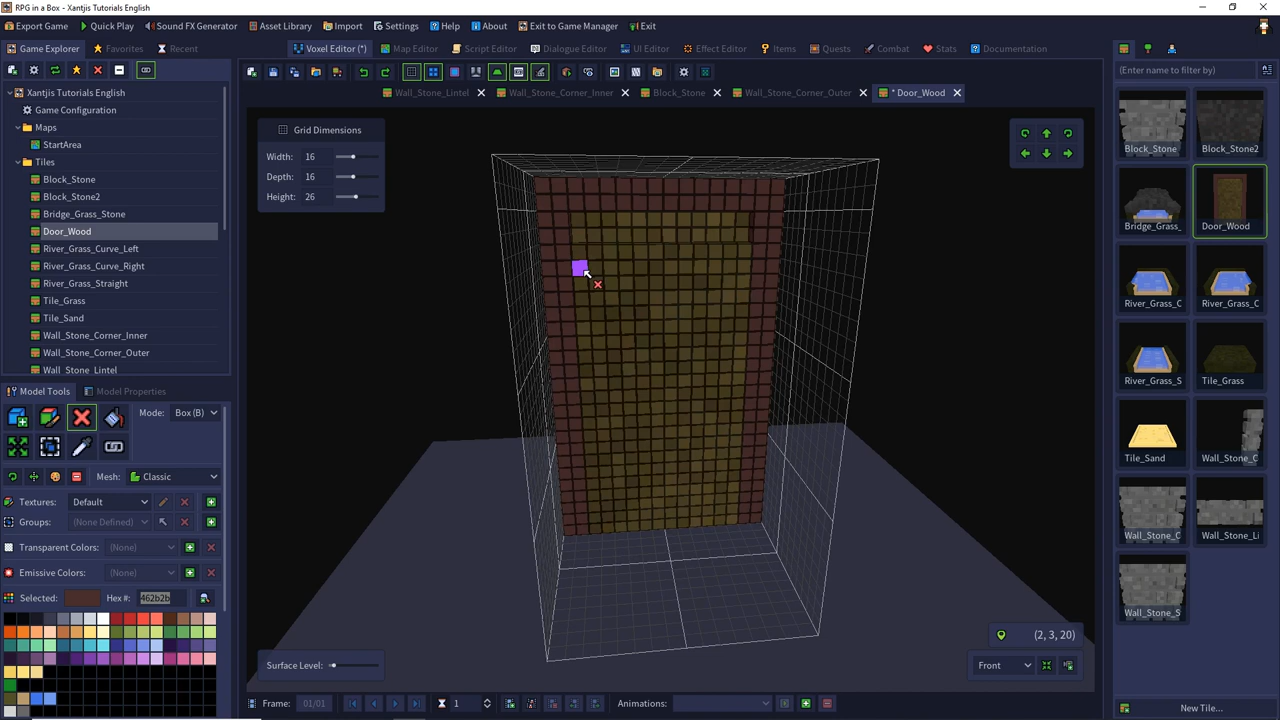 RPG in a Box - Xantjis Tutorials English
Export Game Quick Play Sound FX Generator Asset Library Import Settings Help About Exit to Game Manager Exit
Game Explorer Favorites Recent Voxel Editor (*) Map Editor Script Editor Dialogue Editor UI Editor Effect Editor Items Quests Combat Stats Documentation
(Enter name to filter by)
Wall_Stone_Lintel Wall_Stone_Corner_Inner Block_Stone Wall_Stone_Corner_Outer * Door_Wood
Xantjis Tutorials English
Game Configuration
Maps
StartArea
Tiles
Block_Stone
Block_Stone2
Bridge_Grass_Stone
Door_Wood
River_Grass_Curve_Left
River_Grass_Curve_Right
River_Grass_Straight
Tile_Grass
Tile_Sand
Wall_Stone_Corner_Inner
Wall_Stone_Corner_Outer
Wall_Stone_Lintel
Model Tools Model Properties
Mode: Box (B)
Mesh: Classic
Textures: Default
Groups: (None Defined)
Transparent Colors: (None)
Emissive Colors: (None)
Selected: Hex #: 462b2b
Grid Dimensions
Width: 16
Depth: 16
Height: 26
Surface Level:
(2, 3, 20)
Front
Frame: 01/01 1 Animations:
Block_Stone Block_Stone2
Bridge_Grass_ Door_Wood
River_Grass_C River_Grass_C
River_Grass_S Tile_Grass
Tile_Sand Wall_Stone_C
Wall_Stone_C Wall_Stone_Li
Wall_Stone_S
New Tile...